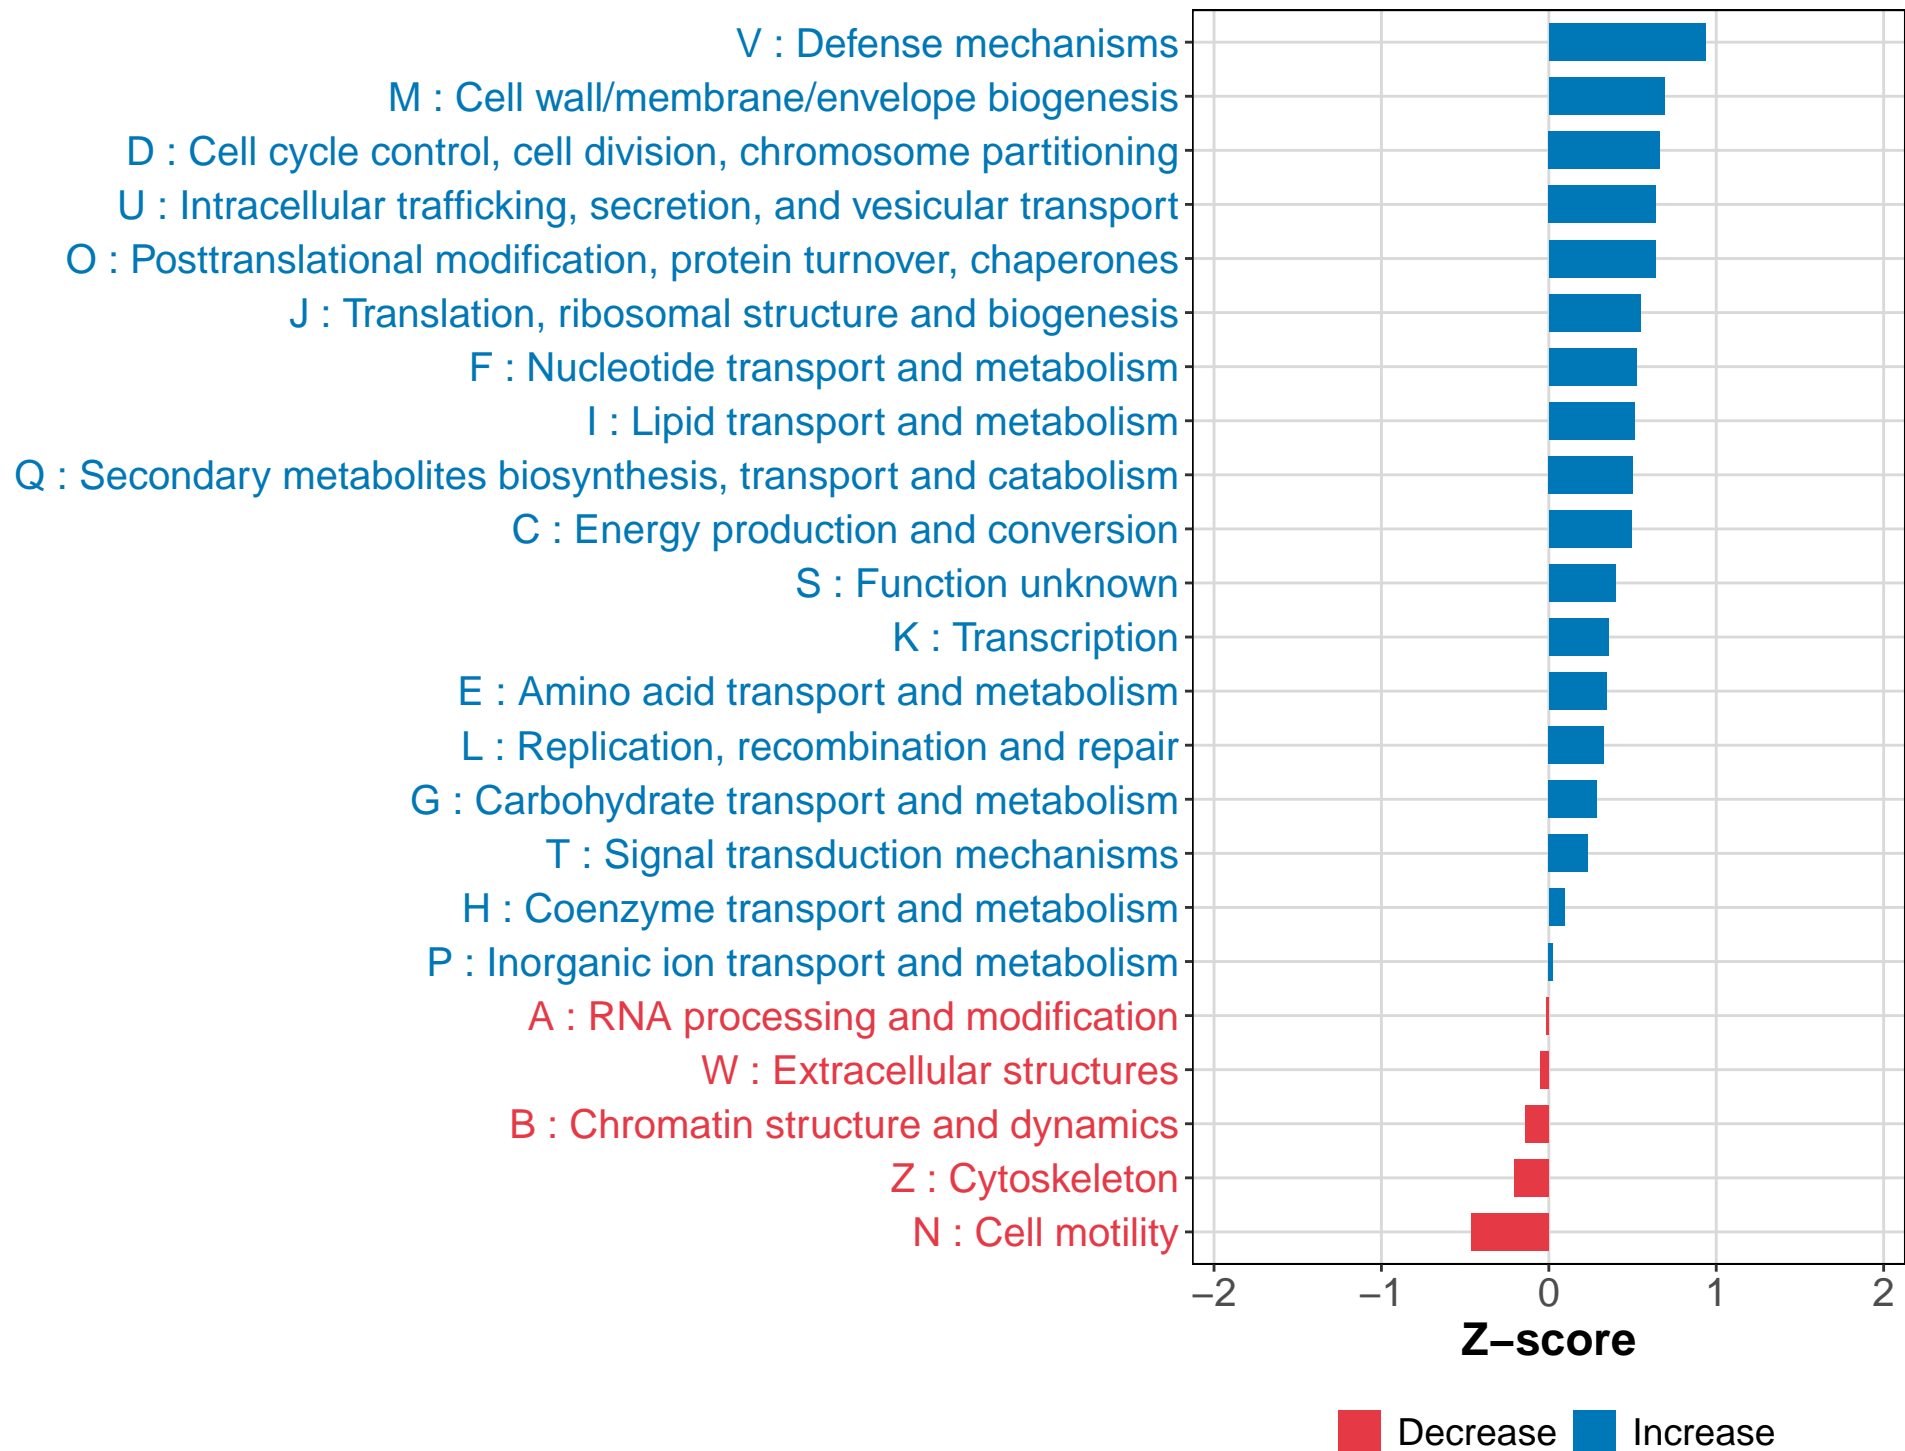 V : Defense mechanisms
M : Cell wall/membrane/envelope biogenesis
D : Cell cycle control, cell division, chromosome partitioning
U : Intracellular trafficking, secretion, and vesicular transport
O : Posttranslational modification, protein turnover, chaperones
J : Translation, ribosomal structure and biogenesis
F : Nucleotide transport and metabolism
I : Lipid transport and metabolism
Q : Secondary metabolites biosynthesis, transport and catabolism
C : Energy production and conversion
S : Function unknown
K : Transcription
E : Amino acid transport and metabolism
L : Replication, recombination and repair
G : Carbohydrate transport and metabolism
T : Signal transduction mechanisms
H : Coenzyme transport and metabolism
P : Inorganic ion transport and metabolism
A : RNA processing and modification
W : Extracellular structures
B : Chromatin structure and dynamics
Z : Cytoskeleton
N : Cell motility
−2 −1 0 1 2
Z−score
Decrease Increase